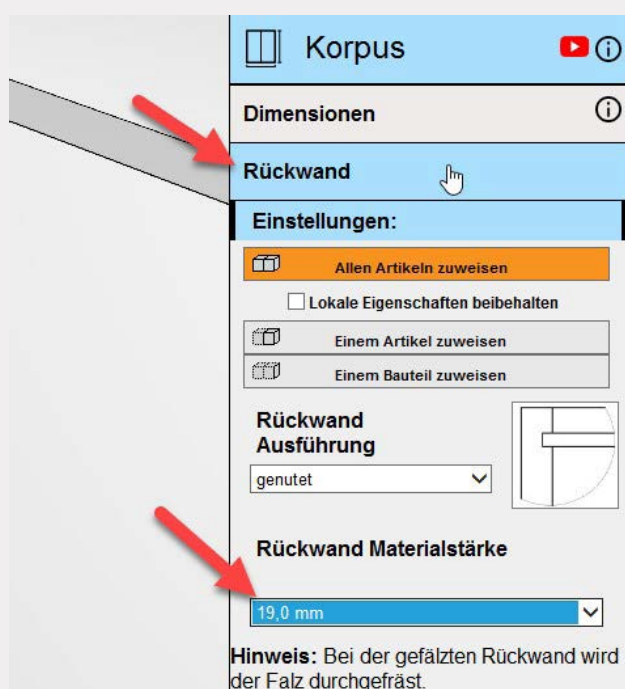 Korpus
Dimensionen
Rückwand
Einstellungen:
Allen Artikeln zuweisen
Lokale Eigenschaften beibehalten
Einem Artikel zuweisen
Einem Bauteil zuweisen
Rückwand
Ausführung
genutet
Rückwand Materialstärke
19,0 mm
Hinweis: Bei der gefälzten Rückwand wird
der Falz durchgefräst.